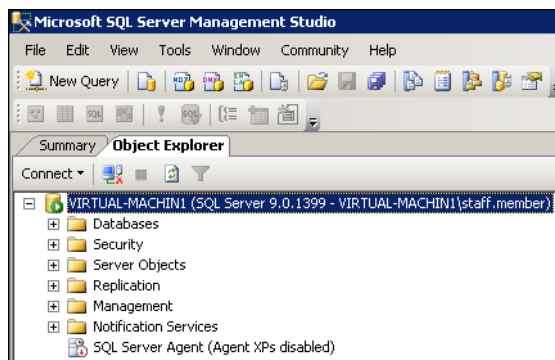 Microsoft SQL Server Management Studio
File Edit View Tools Window Community Help
New Query
Summary Object Explorer
Connect
VIRTUAL-MACHIN1 (SQL Server 9.0.1399 - VIRTUAL-MACHIN1\staff.member)
Databases
Security
Server Objects
Replication
Management
Notification Services
SQL Server Agent (Agent XPs disabled)